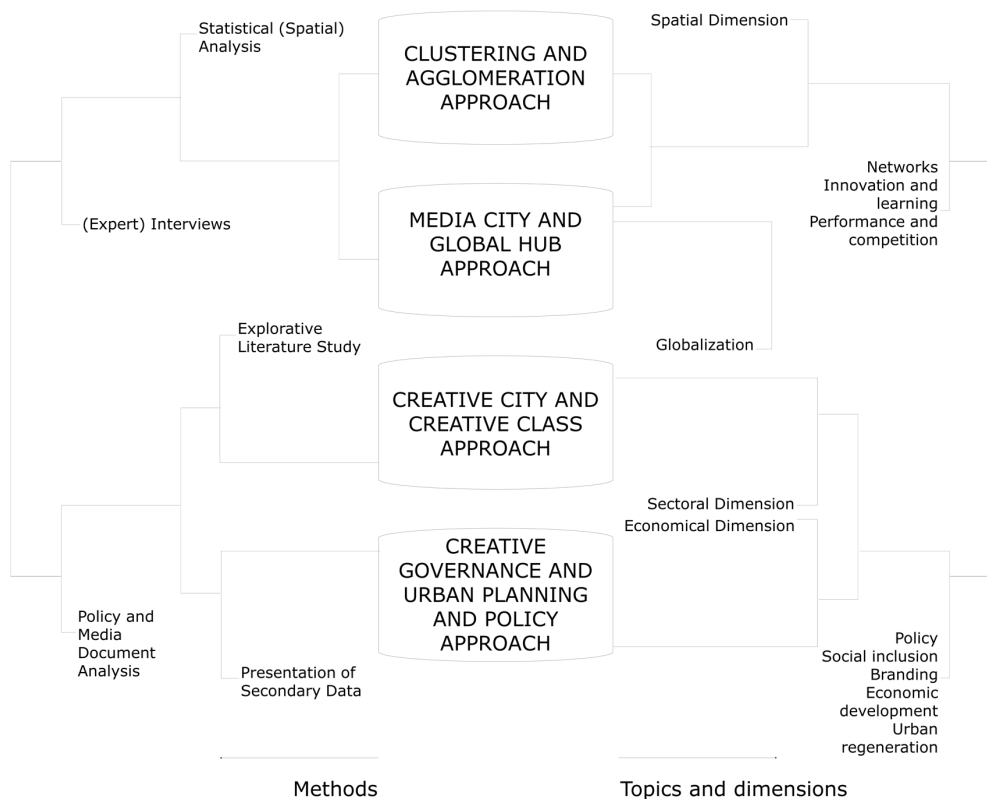 Statistical (Spatial)
Analysis
CLUSTERING AND
AGGLOMERATION
APPROACH
Spatial Dimension
(Expert) Interviews
MEDIA CITY AND
GLOBAL HUB
APPROACH
Networks
Innovation and
learning
Performance and
competition
Explorative
Literature Study
Globalization
CREATIVE CITY AND
CREATIVE CLASS
APPROACH
Sectoral Dimension
Economical Dimension
CREATIVE
GOVERNANCE AND
URBAN PLANNING
AND POLICY
APPROACH
Policy and
Media
Document
Analysis
Presentation of
Secondary Data
Policy
Social inclusion
Branding
Economic
development
Urban
regeneration
Methods
Topics and dimensions